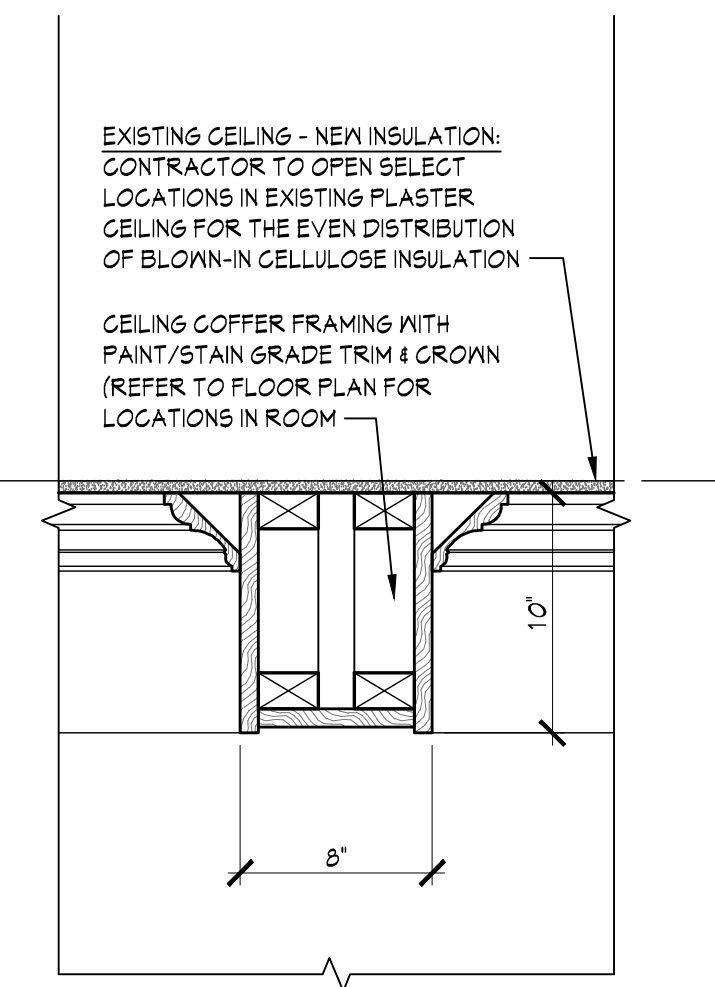 EXISTING CEILING - NEW INSULATION:
CONTRACTOR TO OPEN SELECT
LOCATIONS IN EXISTING PLASTER
CEILING FOR THE EVEN DISTRIBUTION
OF BLOWN-IN CELLULOSE INSULATION
CEILING COFFER FRAMING WITH
PAINT/STAIN GRADE TRIM & CROWN
(REFER TO FLOOR PLAN FOR
LOCATIONS IN ROOM
10"
8"